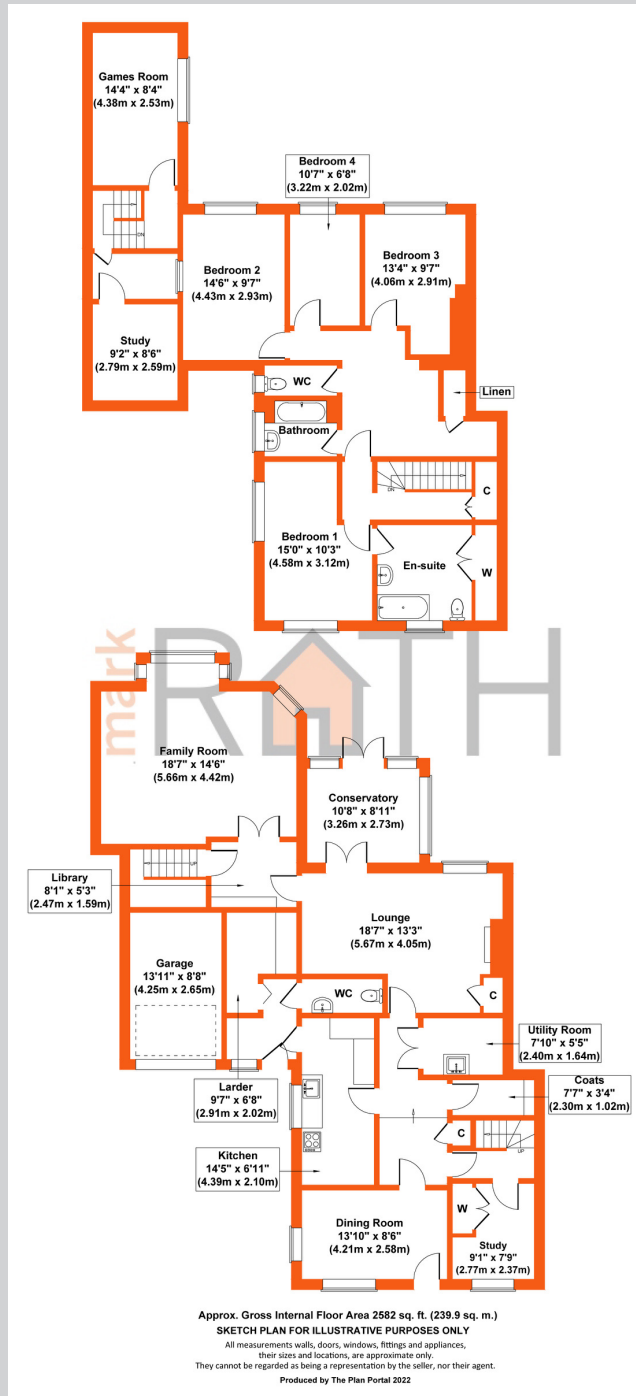 Games Room
14'4" x 8'4"
(4.38m x 2.53m)
Bedroom 4
10'7" x 6'8"
(3.22m x 2.02m)
DN
Bedroom 2
14'6" x 9'7"
(4.43m x 2.93m)
Bedroom 3
13'4" x 9'7"
(4.06m x 2.91m)
Study
9'2" x 8'6"
(2.79m x 2.59m)
WC
Linen
Bathroom
DN
C
Bedroom 1
15'0" x 10'3"
(4.58m x 3.12m)
En-suite
W
mark
RATH
Family Room
18'7" x 14'6"
(5.66m x 4.42m)
Conservatory
10'8" x 8'11"
(3.26m x 2.73m)
UP
Library
8'1" x 5'3"
(2.47m x 1.59m)
Lounge
18'7" x 13'3"
(5.67m x 4.05m)
Garage
13'11" x 8'8"
(4.25m x 2.65m)
WC
C
Utility Room
7'10" x 5'5"
(2.40m x 1.64m)
Larder
9'7" x 6'8"
(2.91m x 2.02m)
Coats
7'7" x 3'4"
(2.30m x 1.02m)
C
UP
Kitchen
14'5" x 6'11"
(4.39m x 2.10m)
Dining Room
13'10" x 8'6"
(4.21m x 2.58m)
W
Study
9'1" x 7'9"
(2.77m x 2.37m)
Approx. Gross Internal Floor Area 2582 sq. ft. (239.9 sq. m.)
SKETCH PLAN FOR ILLUSTRATIVE PURPOSES ONLY
All measurements walls, doors, windows, fittings and appliances,
their sizes and locations, are approximate only.
They cannot be regarded as being a representation by the seller, nor their agent.
Produced by The Plan Portal 2022